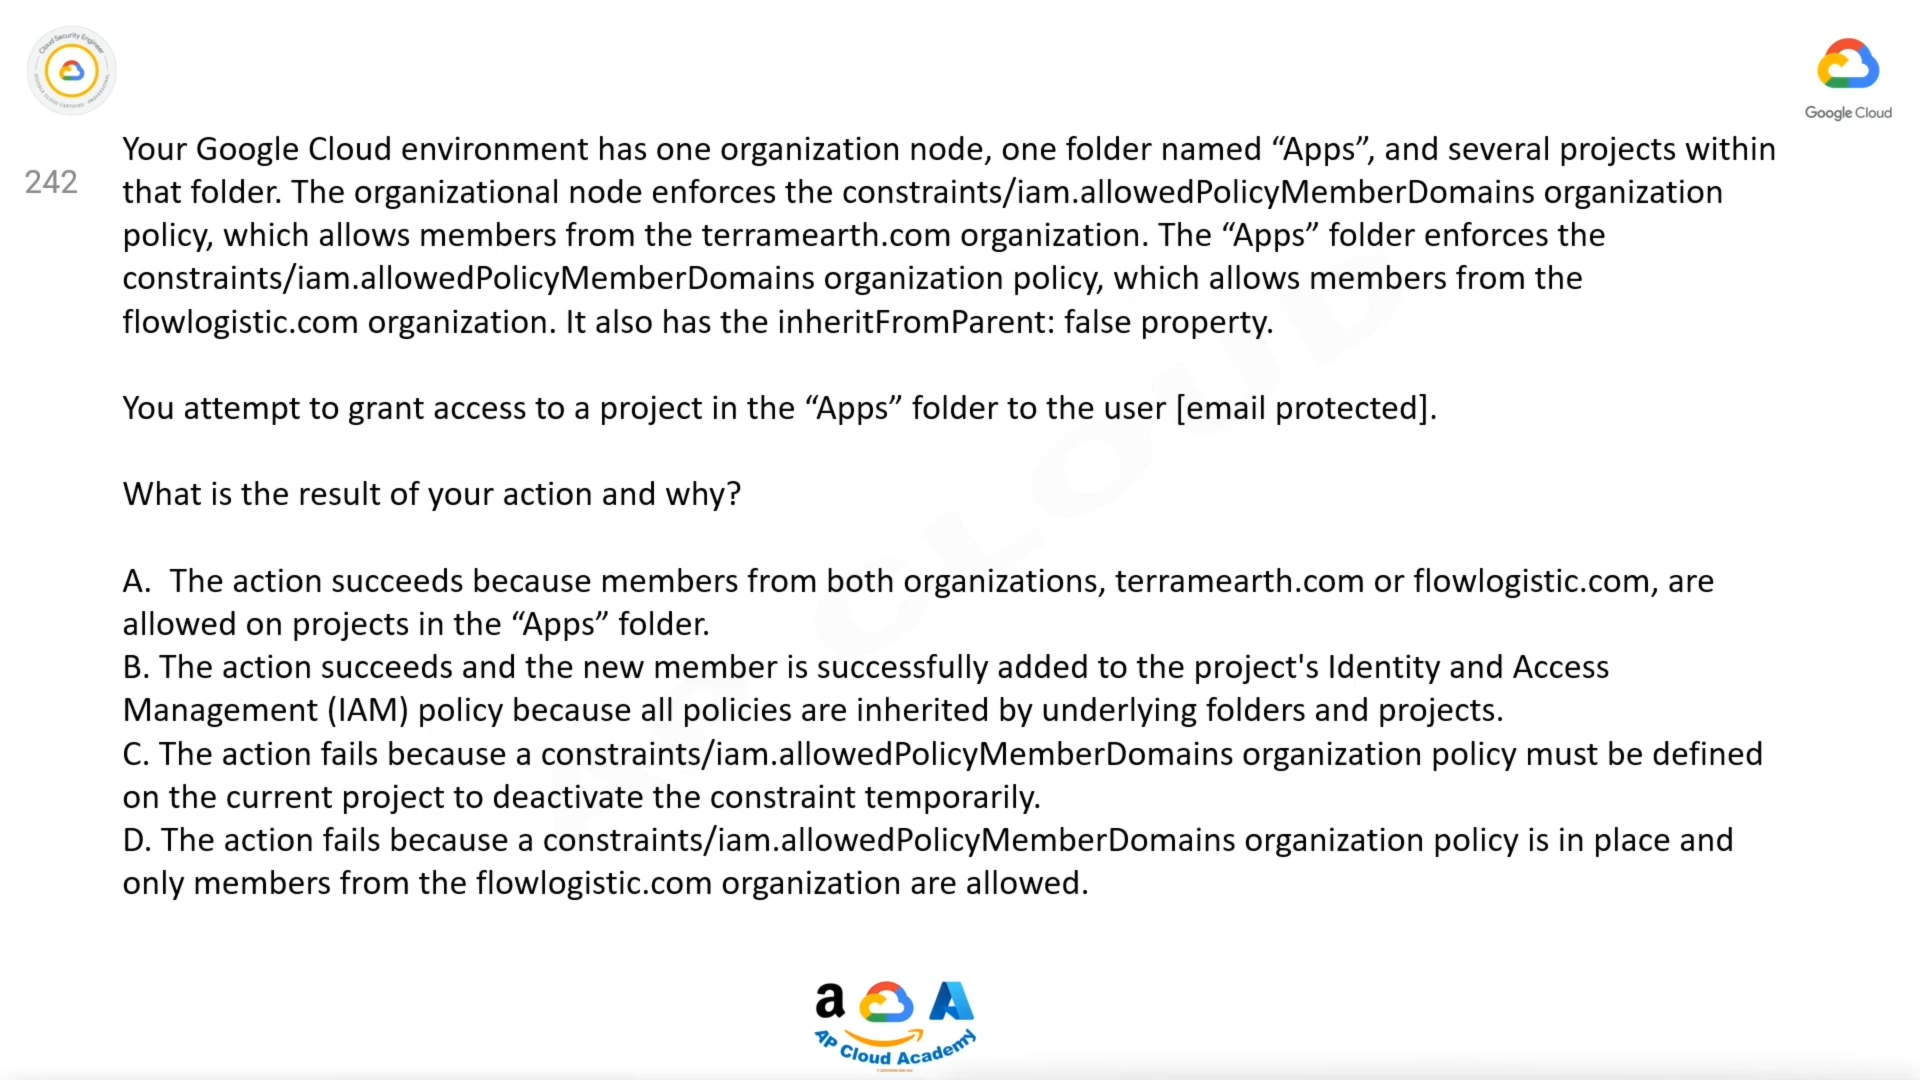 Cloud Security Engineer
GOOGLE CLOUD CERTIFIED · PROFESSIONAL
Google Cloud
242
Your Google Cloud environment has one organization node, one folder named “Apps”, and several projects within
that folder. The organizational node enforces the constraints/iam.allowedPolicyMemberDomains organization
policy, which allows members from the terramearth.com organization. The “Apps” folder enforces the
constraints/iam.allowedPolicyMemberDomains organization policy, which allows members from the
flowlogistic.com organization. It also has the inheritFromParent: false property.
You attempt to grant access to a project in the “Apps” folder to the user [email protected].
What is the result of your action and why?
A.  The action succeeds because members from both organizations, terramearth.com or flowlogistic.com, are
allowed on projects in the “Apps” folder.
B. The action succeeds and the new member is successfully added to the project's Identity and Access
Management (IAM) policy because all policies are inherited by underlying folders and projects.
C. The action fails because a constraints/iam.allowedPolicyMemberDomains organization policy must be defined
on the current project to deactivate the constraint temporarily.
D. The action fails because a constraints/iam.allowedPolicyMemberDomains organization policy is in place and
only members from the flowlogistic.com organization are allowed.
AP CLOUD
a
AP Cloud Academy